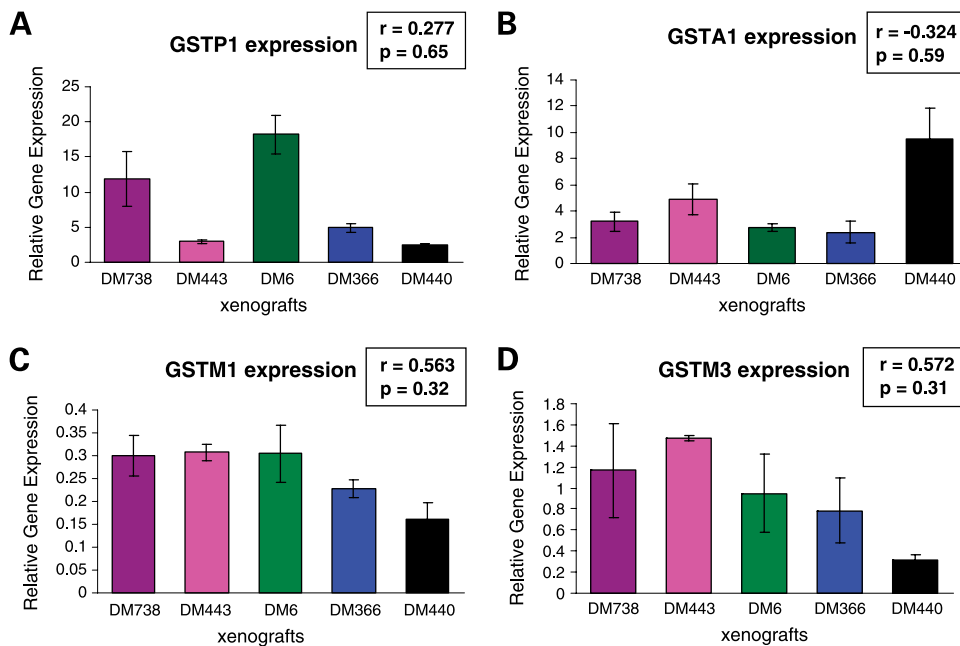 A
GSTP1 expression
r = 0.277
p = 0.65
Relative Gene Expression
25
20
15
10
5
0
DM738 DM443 DM6 DM366 DM440
xenografts
B
GSTA1 expression
r = -0.324
p = 0.59
Relative Gene Expression
14
12
10
8
6
4
2
0
DM738 DM443 DM6 DM366 DM440
xenografts
C
GSTM1 expression
r = 0.563
p = 0.32
Relative Gene Expression
0.4
0.35
0.3
0.25
0.2
0.15
0.1
0.05
0
DM738 DM443 DM6 DM366 DM440
xenografts
D
GSTM3 expression
r = 0.572
p = 0.31
Relative Gene Expression
1.8
1.6
1.4
1.2
1
0.8
0.6
0.4
0.2
0
DM738 DM443 DM6 DM366 DM440
xenografts